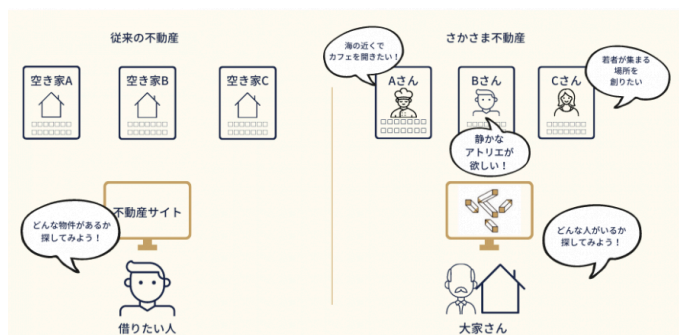 従来の不動産
空き家A
空き家B
空き家C
不動産サイト
どんな物件があるか
探してみよう！
借りたい人
さかさま不動産
海の近くで
カフェを開きたい！
Aさん
Bさん
Cさん
若者が集まる
場所を
創りたい
静かな
アトリエが
欲しい！
どんな人がいるか
探してみよう！
大家さん